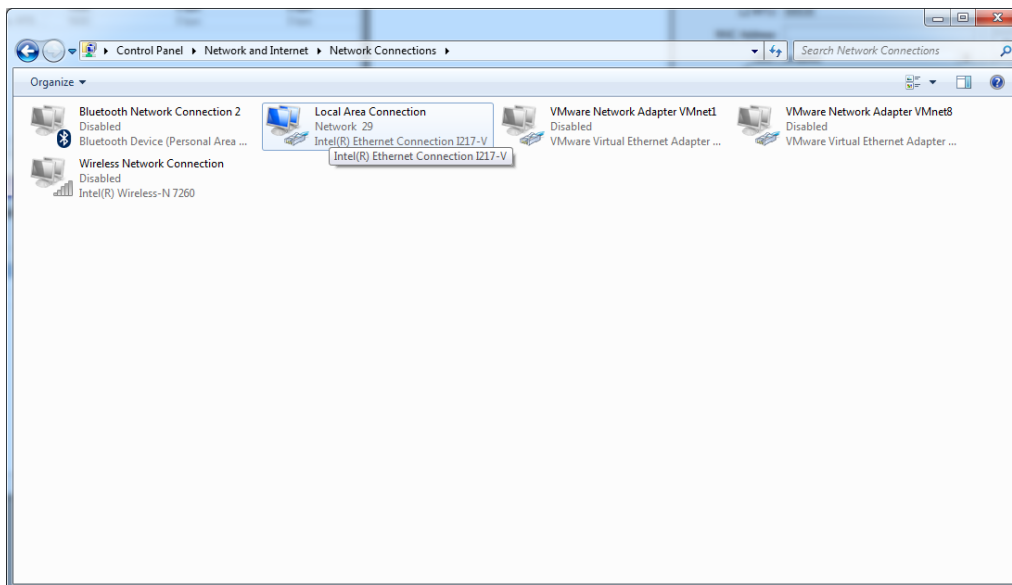 Control Panel ▸ Network and Internet ▸ Network Connections ▸
Search Network Connections
Organize
Bluetooth Network Connection 2
Disabled
Bluetooth Device (Personal Area ...
Local Area Connection
Network 29
Intel(R) Ethernet Connection I217-V
Intel(R) Ethernet Connection I217-V
VMware Network Adapter VMnet1
Disabled
VMware Virtual Ethernet Adapter ...
VMware Network Adapter VMnet8
Disabled
VMware Virtual Ethernet Adapter ...
Wireless Network Connection
Disabled
Intel(R) Wireless-N 7260